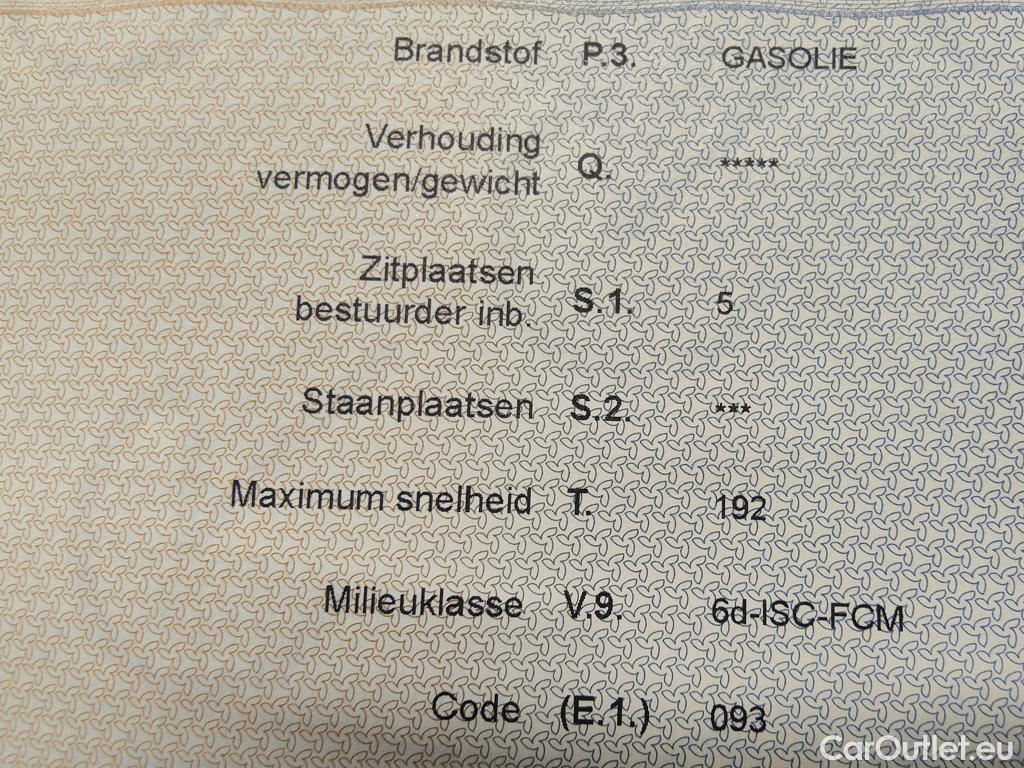 Brandstof P.3. GASOLIE
Verhouding
vermogen/gewicht Q. *****
Zitplaatsen
bestuurder inb. S.1. 5
Staanplaatsen S.2. ***
Maximum snelheid T. 192
Milieuklasse V.9. 6d-ISC-FCM
Code (E.1.) 093
CarOutlet.eu